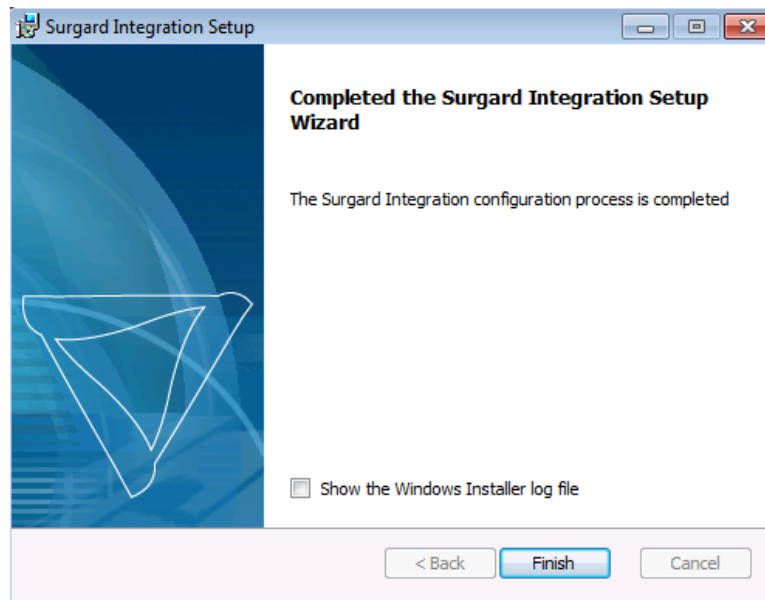 Surgard Integration Setup
Completed the Surgard Integration Setup
Wizard
The Surgard Integration configuration process is completed
Show the Windows Installer log file
< Back
Finish
Cancel